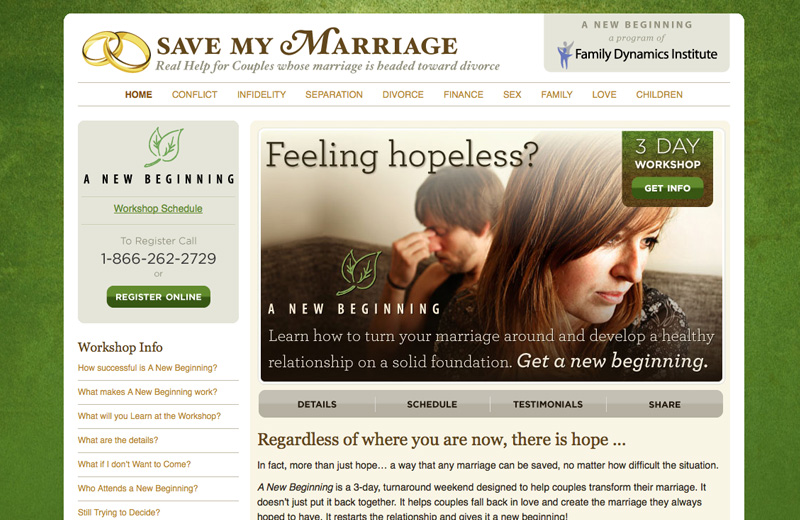 SAVE MY MARRIAGE
Real Help for Couples whose marriage is headed toward divorce
A NEW BEGINNING
a program of
Family Dynamics Institute
HOME CONFLICT INFIDELITY SEPARATION DIVORCE FINANCE SEX FAMILY LOVE CHILDREN
A NEW BEGINNING
Workshop Schedule
To Register Call
1-866-262-2729
or
REGISTER ONLINE
Workshop Info
How successful is A New Beginning?
What makes A New Beginning work?
What will you Learn at the Workshop?
What are the details?
What if I don't Want to Come?
Who Attends a New Beginning?
Still Trying to Decide?
Feeling hopeless?
3 DAY
WORKSHOP
GET INFO
A NEW BEGINNING
Learn how to turn your marriage around and develop a healthy
relationship on a solid foundation. Get a new beginning.
DETAILS SCHEDULE TESTIMONIALS SHARE
Regardless of where you are now, there is hope ...
In fact, more than just hope… a way that any marriage can be saved, no matter how difficult the situation.
A New Beginning is a 3-day, turnaround weekend designed to help couples transform their marriage. It
doesn't just put it back together. It helps couples fall back in love and create the marriage they always
hoped to have. It restarts the relationship and gives it a new beginning!